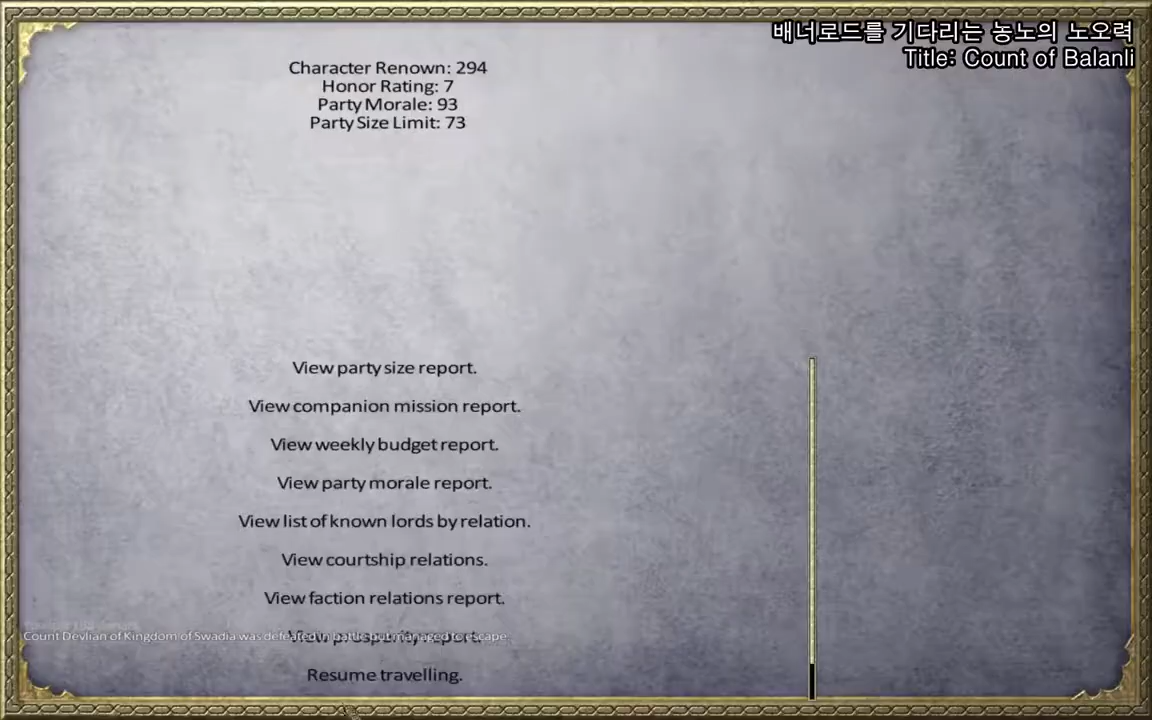 배너로드를 기다리는 농노의 노오력
Title: Count of Balanli
Character Renown: 294
Honor Rating: 7
Party Morale: 93
Party Size Limit: 73
View party size report.
View companion mission report.
View weekly budget report.
View party morale report.
View list of known lords by relation.
View courtship relations.
View faction relations report.
Count Devlian of Kingdom of Swadia was defeated in battle but managed to escape.
View prosperity report.
Resume travelling.